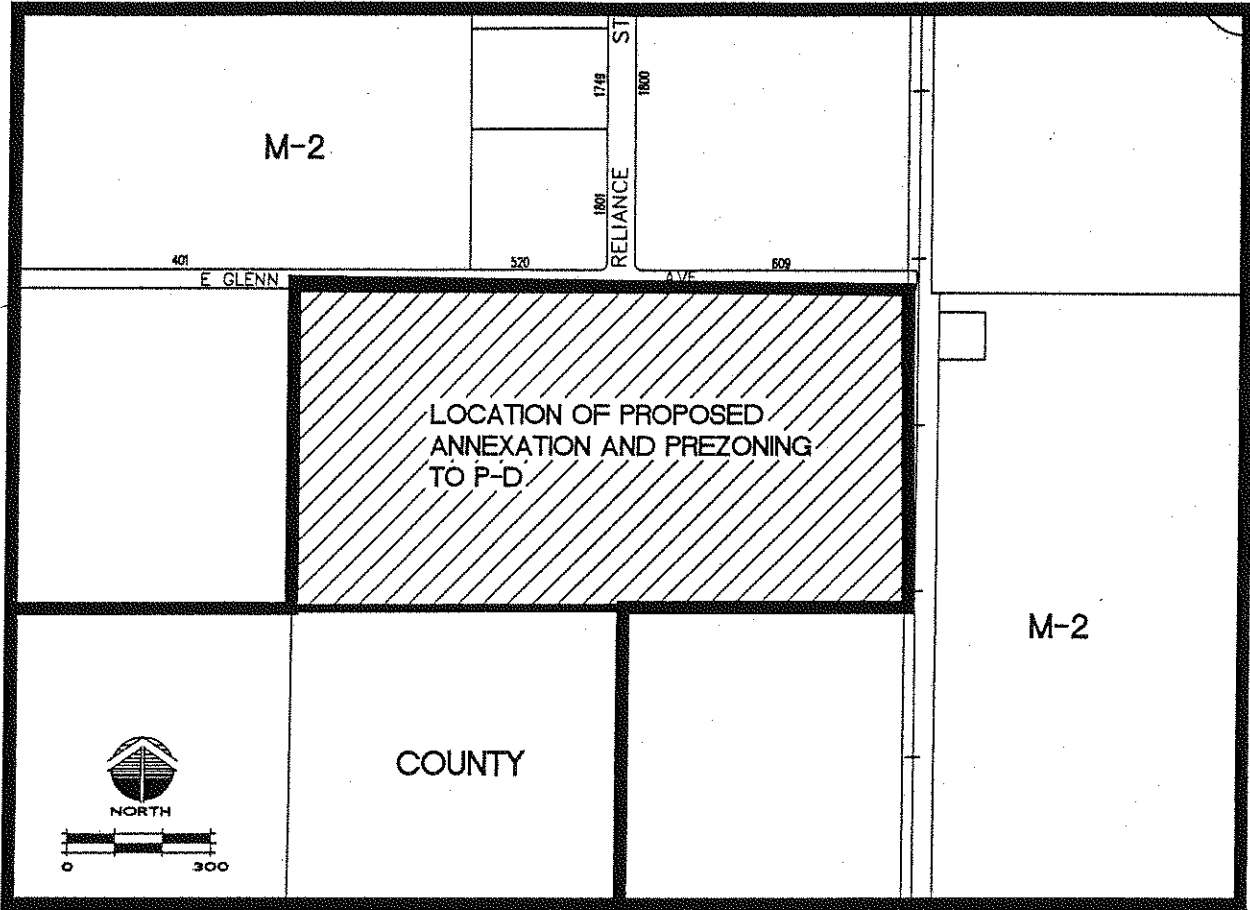 ST
1749
1800
M-2
RELIANCE
1801
401
520
609
E GLENN
AVE
LOCATION OF PROPOSED
ANNEXATION AND PREZONING
TO P-D
M-2
COUNTY
NORTH
0 300